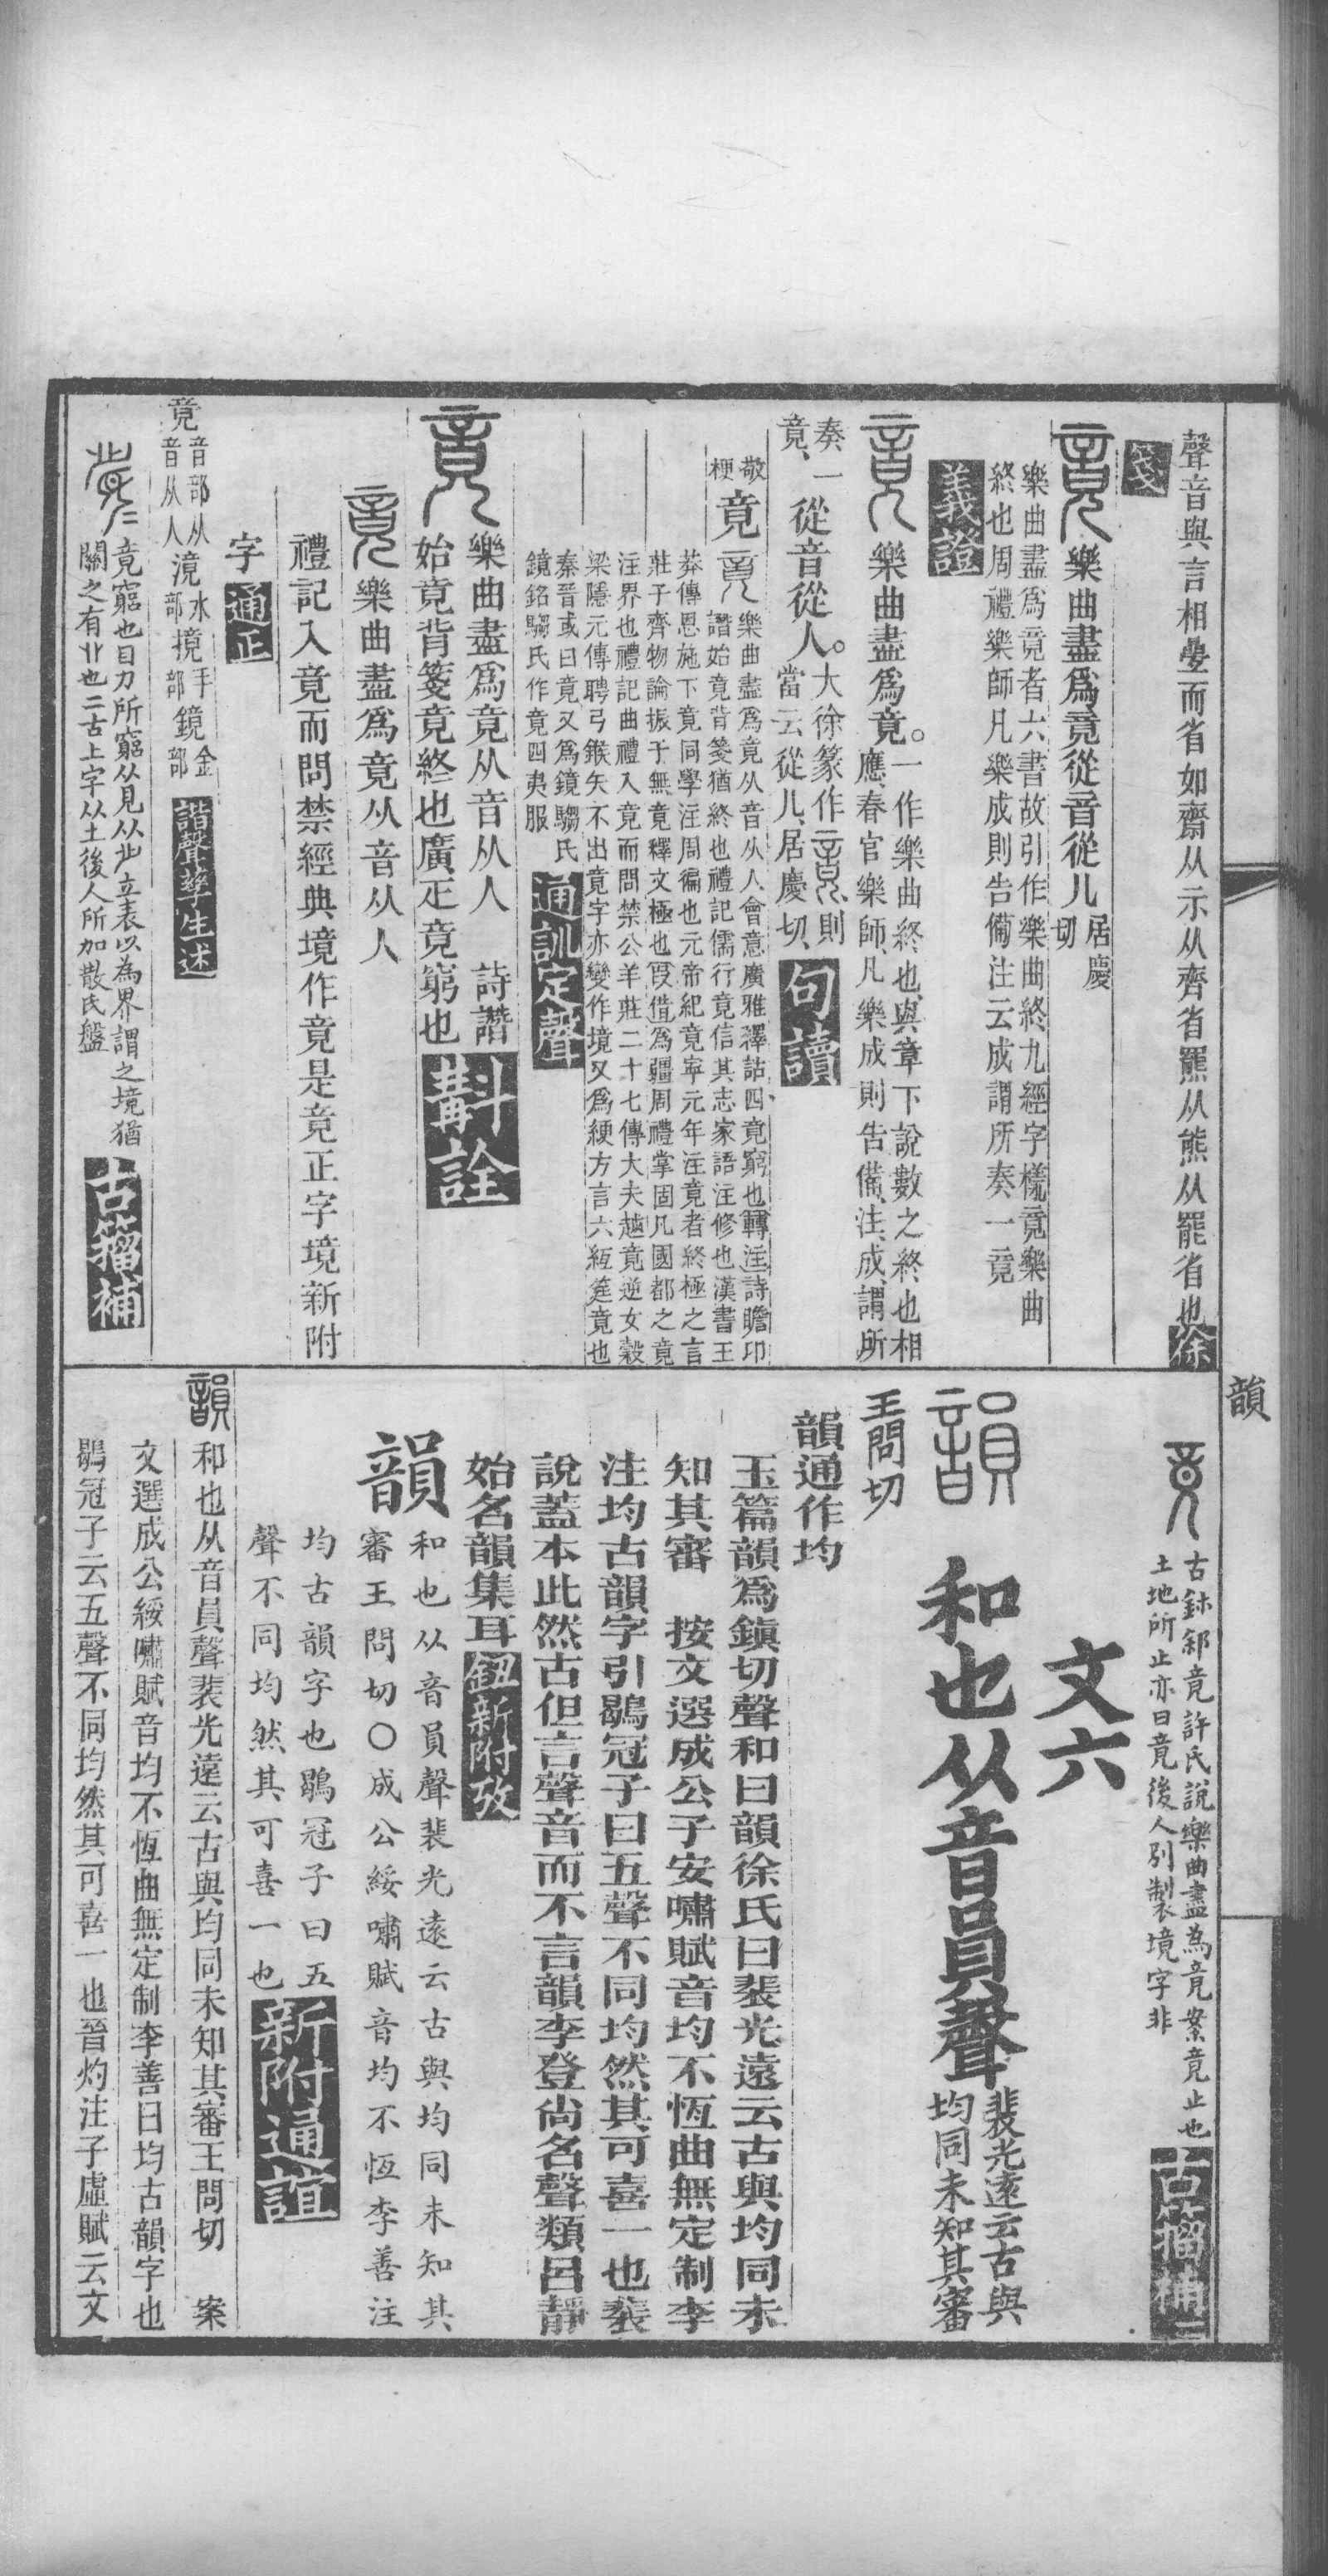 聲音與言相㬪而省如齋从示从齊省羆从熊从罷省也徐
箋
樂曲盡爲竟從音從儿居慶
切
樂曲盡爲竟者六書故引作樂曲終九經字樣竟樂曲
終也周禮樂師凡樂成則告備注云成謂所奏一竟
義證
樂曲盡爲竟。一作樂曲終也與章下說數之終也相
應春官樂師凡樂成則告備注成謂所
奏一
竟、從音從人。大徐篆作則
當云從儿、居慶切、句讀
敬
梗竟樂曲盡爲竟从音从人會意廣雅釋詁四竟窮也轉注詩瞻卬
譖始竟背箋猶終也禮記儒行竟信其志家語注修也漢書王
莽傳恩施下竟同學注周徧也元帝紀竟寧元年注竟者終極之言
莊子齊物論振于無竟釋文極也叚借爲疆周禮掌固凡國都之竟
注界也禮記曲禮入竟而問禁公羊莊二十七傳大夫越竟逆女穀
梁隱元傳聘弓鍭矢不出竟字亦變作境又爲綆方言六緪筳竟也
秦晉或曰竟又爲鏡騶氏
鏡銘騶氏作竟四夷服通訓定聲
樂曲盡爲竟从音从人　詩譖
始竟背箋竟終也廣疋竟窮也斠詮
樂曲盡爲竟从音从人
禮記入竟而問禁經典境作竟是竟正字境新附
字通正
竟音部从
音从人滰水
部摬手
部鏡金
部諧聲孳生述
竟窮也目力所窮从見从止立表以為界謂之境猶
關之有也二古上字从土後人所加散氏盤古籀補
韻
古鉢竟許氏說樂曲盡為竟案竟止也
土地所止亦曰竟後人別製境字非古籀補
文六
韻和也从音員聲裴光遠云古與
均同未知其審
王問切
韻通作均
玉篇韻爲鎭切聲和曰韻徐氏曰裴光遠云古與均同未
知其審　按文選成公子安嘯賦音均不恆曲無定制李
注均古韻字引鶡冠子曰五聲不同均然其可喜一也裴
說蓋本此然古但言聲音而不言韻李登尙名聲類呂靜
始名韻集耳鈕新附攷
韻和也从音員聲裴光遠云古與均同未知其
審王問切〇成公綏嘯賦音均不恆李善注
均古韻字也鶡冠子曰五
聲不同均然其可喜一也新附通誼
韻和也从音員聲裴光遠云古與均同未知其審王問切　案
文選成公綏嘯賦音均不恆曲無定制李善曰均古韻字也
鶡冠子云五聲不同均然其可喜一也晉灼注子虛賦云文